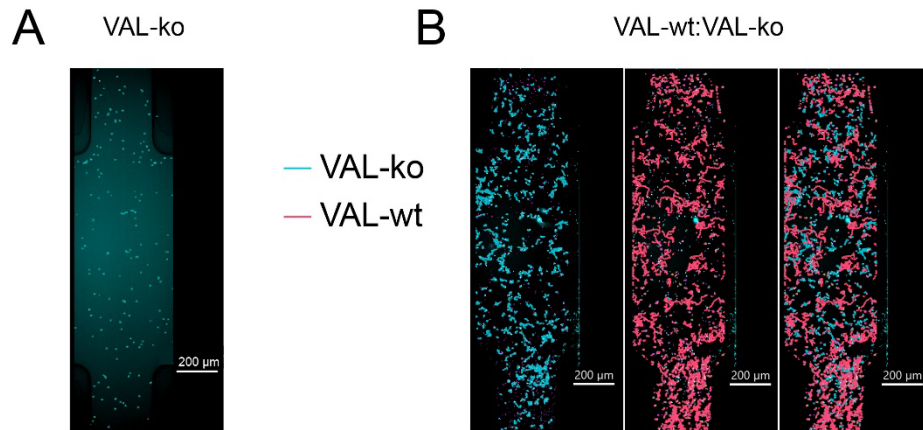 A
VAL-ko
B
VAL-wt:VAL-ko
VAL-ko
VAL-wt
200 µm
200 µm
200 µm
200 µm